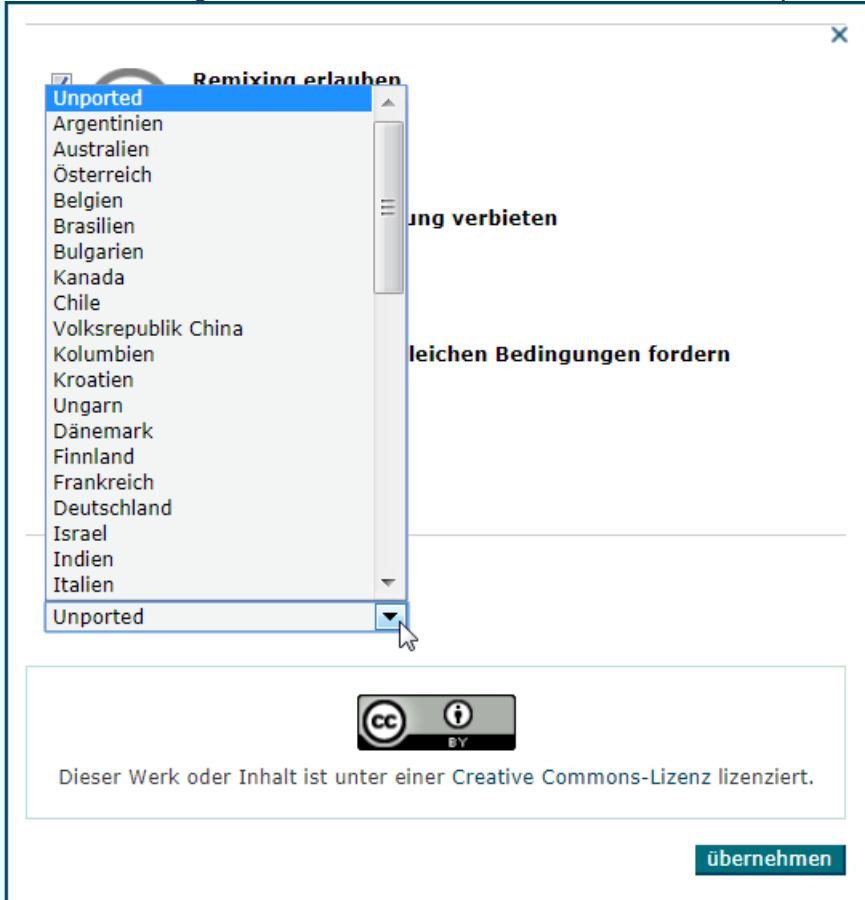 Remixing erlauben
Unported
Argentinien
Australien
Österreich
Belgien
ung verbieten
Brasilien
Bulgarien
Kanada
Chile
Volksrepublik China
Kolumbien
leichen Bedingungen fordern
Kroatien
Ungarn
Dänemark
Finnland
Frankreich
Deutschland
Israel
Indien
Italien
Unported
cc
BY
Dieser Werk oder Inhalt ist unter einer Creative Commons-Lizenz lizenziert.
übernehmen